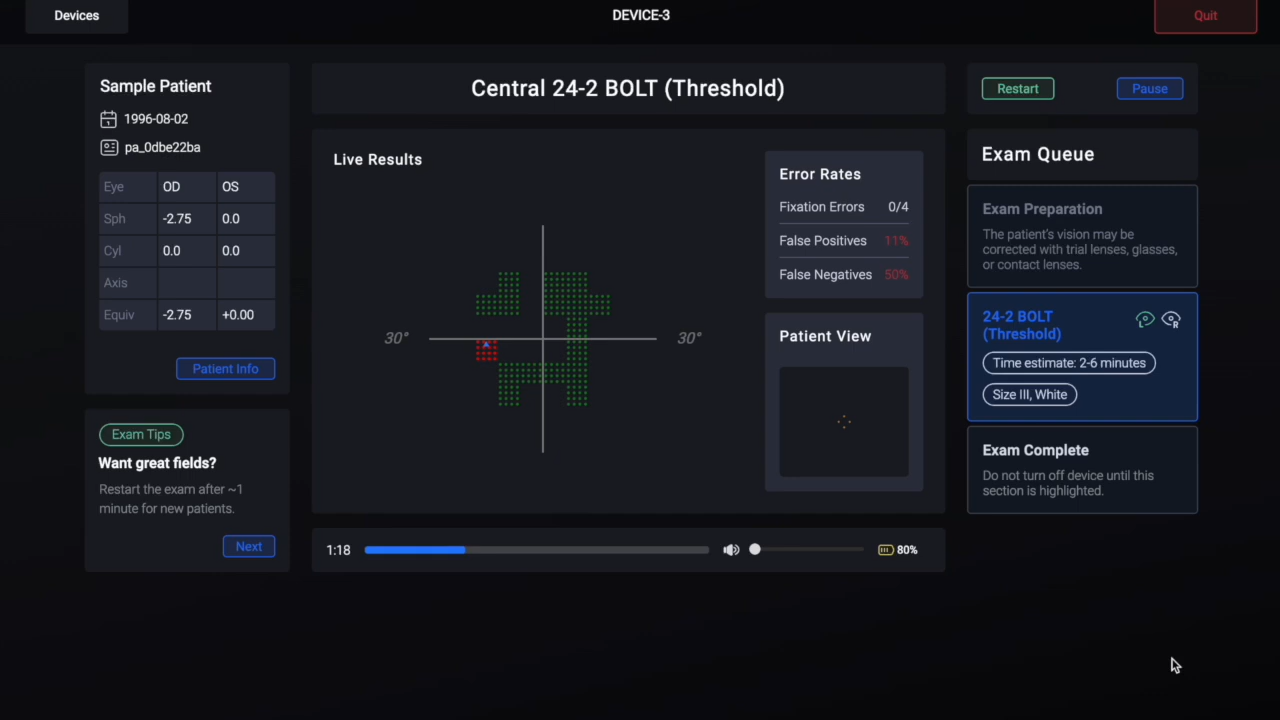 Devices
DEVICE-3
Quit
Sample Patient
1996-08-02
pa_0dbe22ba
Eye OD OS
Sph -2.75 0.0
Cyl 0.0 0.0
Axis
Equiv -2.75 +0.00
Patient Info
Exam Tips
Want great fields?
Restart the exam after ~1
minute for new patients.
Next
Central 24-2 BOLT (Threshold)
Live Results
30°
30°
Error Rates
Fixation Errors 0/4
False Positives 11%
False Negatives 50%
Patient View
1:18
80%
Restart
Pause
Exam Queue
Exam Preparation
The patient's vision may be
corrected with trial lenses, glasses,
or contact lenses.
24-2 BOLT
(Threshold)
L
R
Time estimate: 2-6 minutes
Size III, White
Exam Complete
Do not turn off device until this
section is highlighted.